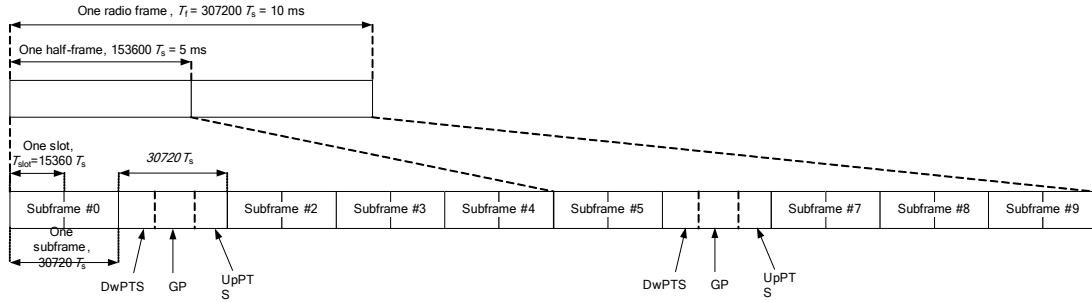 One radio frame , Tf = 307200 Ts = 10 ms
One half-frame, 153600 Ts = 5 ms
One slot,
Tslot=15360 Ts
30720 Ts
Subframe #0
Subframe #2
Subframe #3
Subframe #4
Subframe #5
Subframe #7
Subframe #8
Subframe #9
One
subframe ,
30720 Ts
DwPTS
GP
UpPT
S
DwPTS
GP
UpPT
S